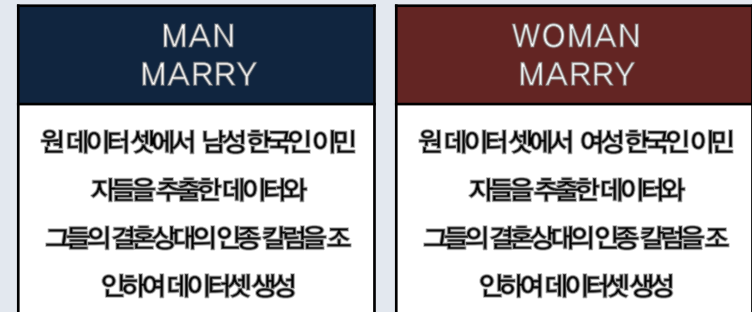 MAN
MARRY
원 데이터 셋에서 남성 한국인 이민
자들을 추출한 데이터와
그들의 결혼상대의 인종 칼럼을 조
인하여 데이터셋 생성
WOMAN
MARRY
원 데이터 셋에서 여성 한국인 이민
자들을 추출한 데이터와
그들의 결혼상대의 인종 칼럼을 조
인하여 데이터셋 생성